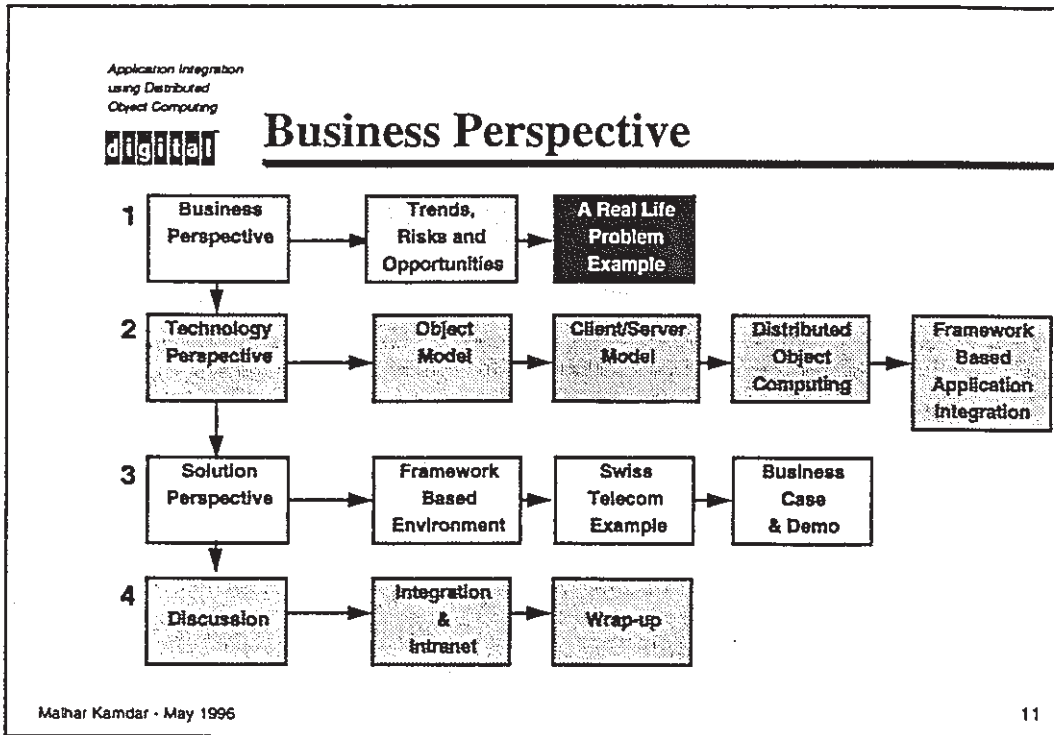 Application Integration
using Distributed
Object Computing
digital
Business Perspective
1
Business
Perspective
Trends,
Risks and
Opportunities
A Real Life
Problem
Example
2
Technology
Perspective
Object
Model
Client/Server
Model
Distributed
Object
Computing
Framework
Based
Application
Integration
3
Solution
Perspective
Framework
Based
Environment
Swiss
Telecom
Example
Business
Case
& Demo
4
Discussion
Integration
&
Intranet
Wrap-up
Malhar Kamdar - May 1996
11